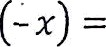 (-x) =